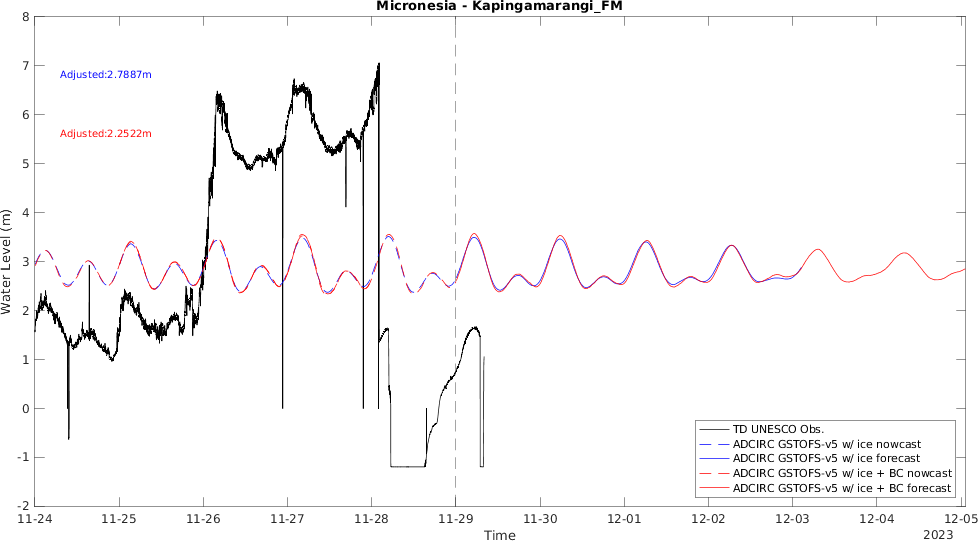 Micronesia - Kapingamarangi_FM
8
7
6
5
4
3
2
1
0
-1
-2
Water Level (m)
Adjusted:2.7887m
Adjusted:2.2522m
TD UNESCO Obs.
ADCIRC GSTOFS-v5 w/ ice nowcast
ADCIRC GSTOFS-v5 w/ ice forecast
ADCIRC GSTOFS-v5 w/ ice + BC nowcast
ADCIRC GSTOFS-v5 w/ ice + BC forecast
11-24 11-25 11-26 11-27 11-28 11-29 11-30 12-01 12-02 12-03 12-04 12-05
Time
2023